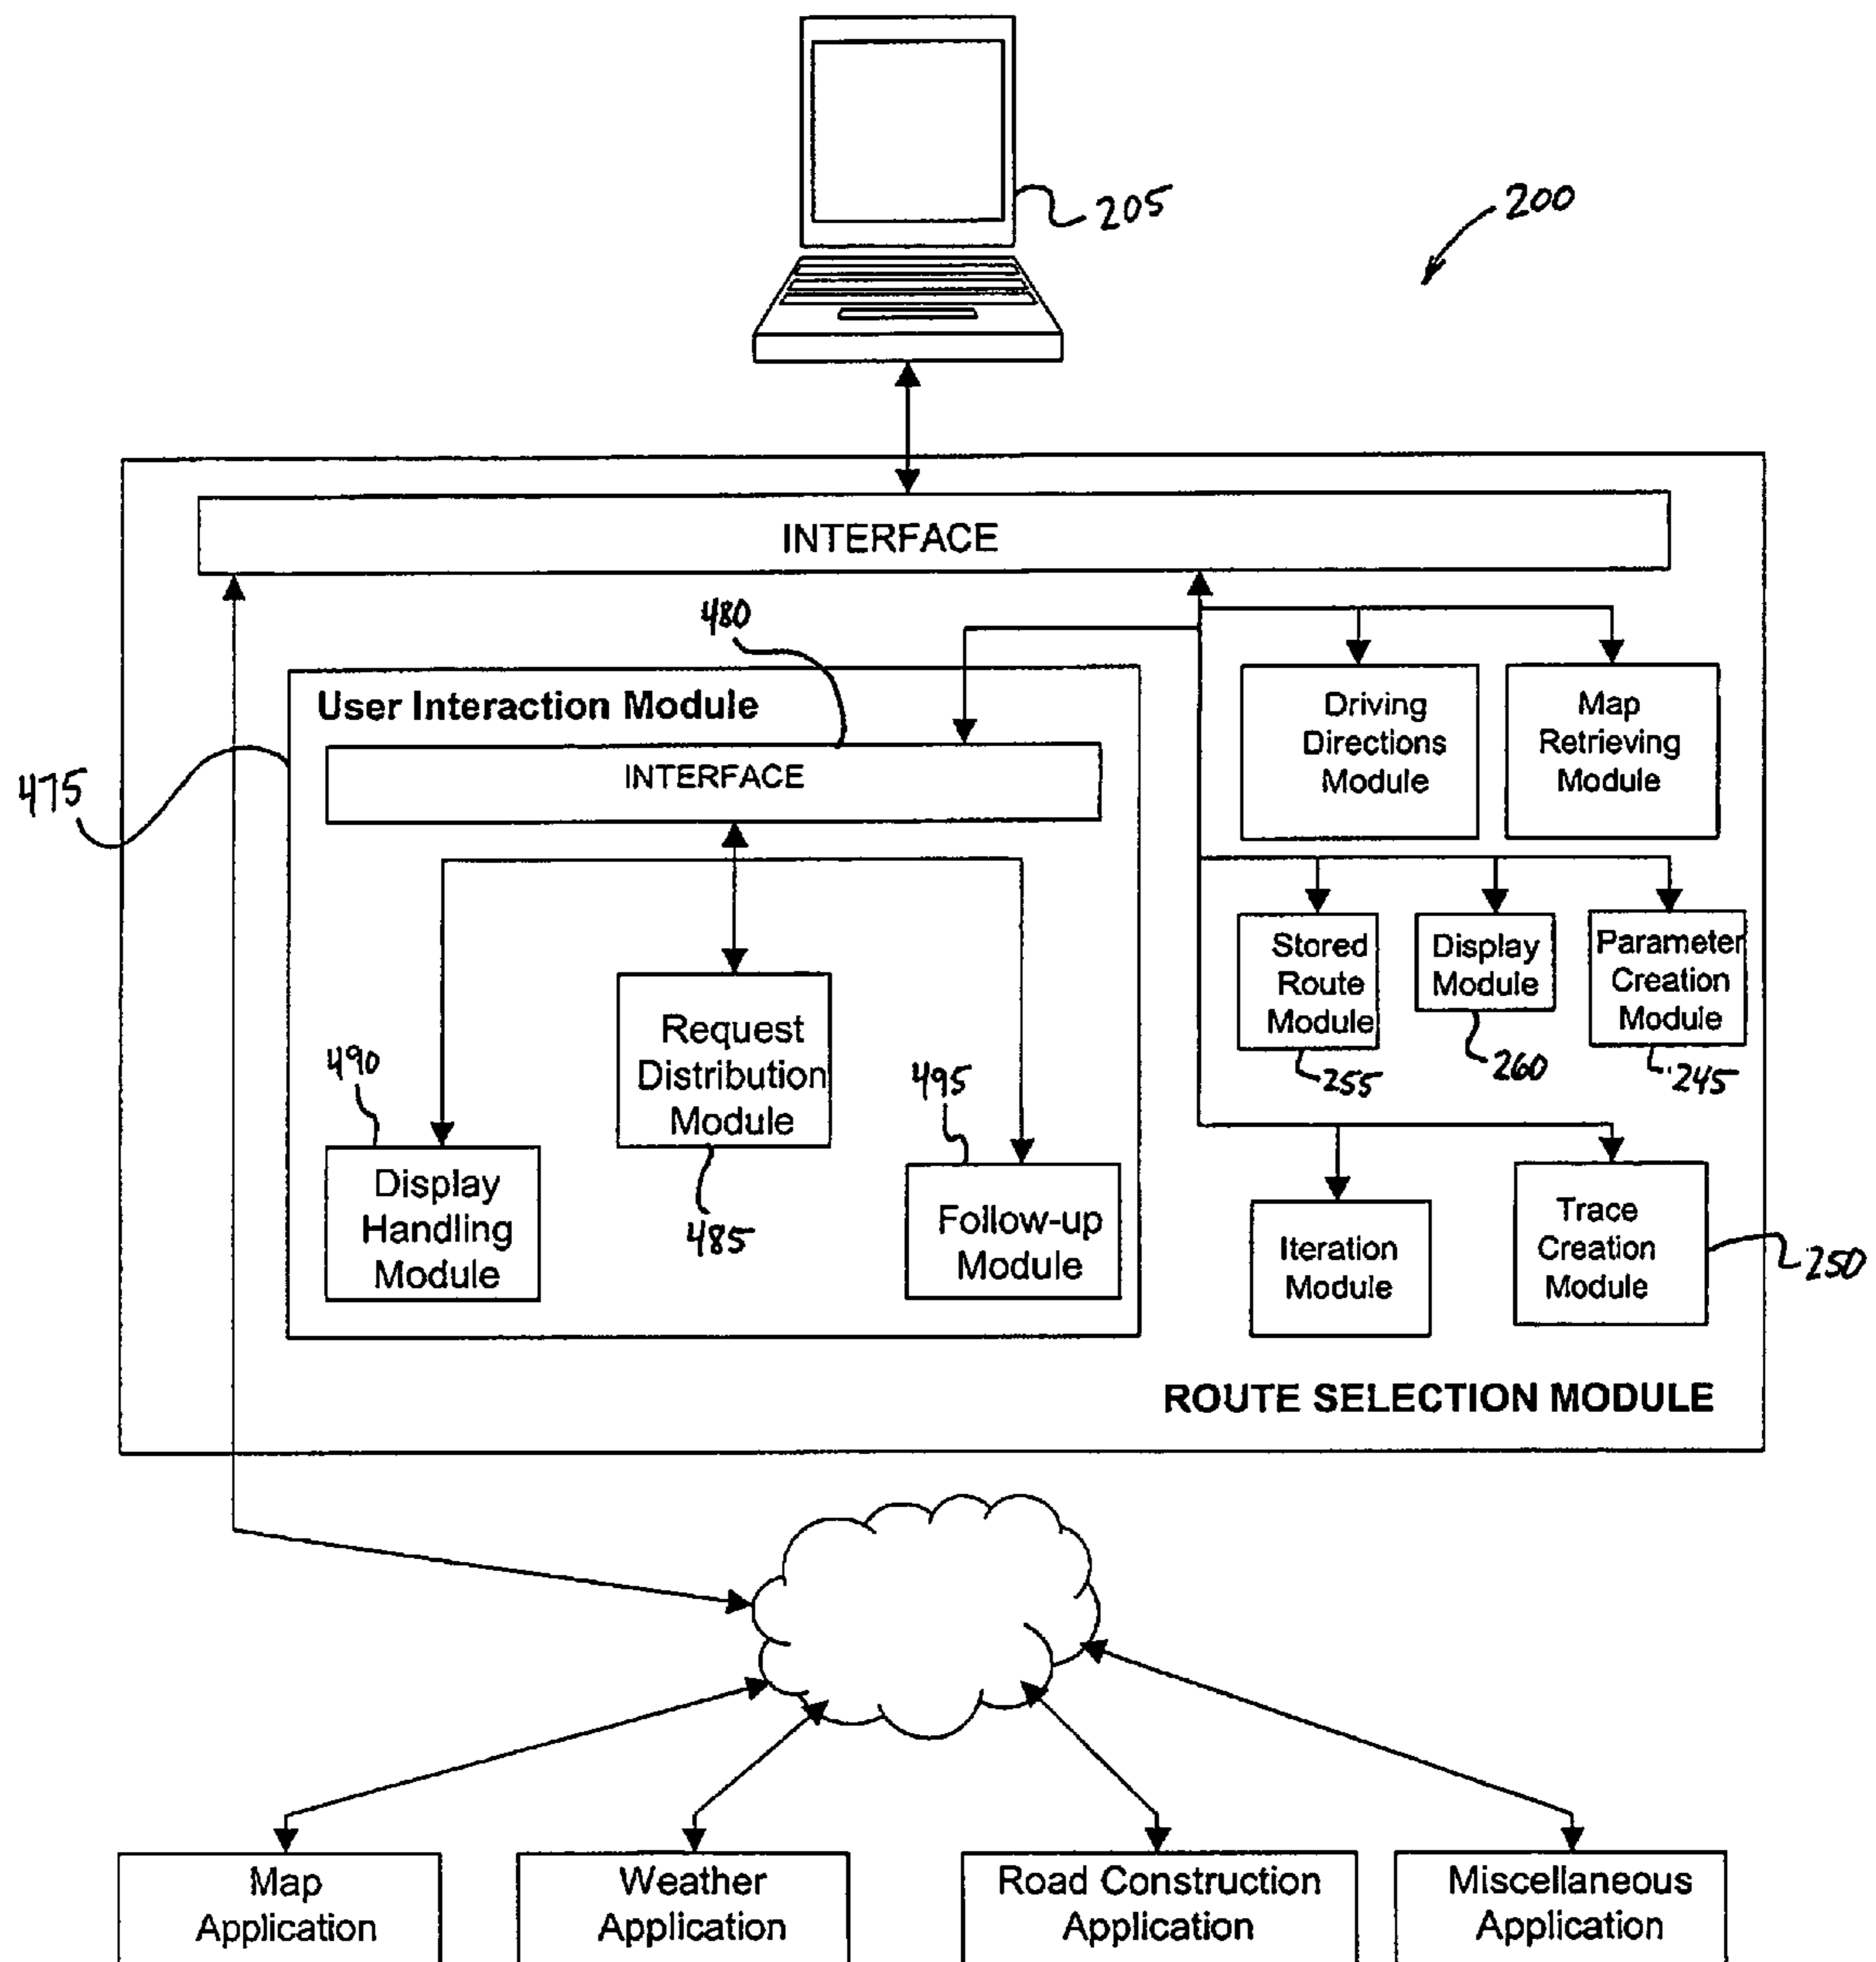 205
200
INTERFACE
480
User Interaction Module
INTERFACE
475
Driving
Directions
Module
Map
Retrieving
Module
Stored
Route
Module
255
Display
Module
260
Parameter
Creation
Module
245
490
Display
Handling
Module
Request
Distribution
Module
485
495
Follow-up
Module
Iteration
Module
Trace
Creation
Module
250
ROUTE SELECTION MODULE
Map
Application
Weather
Application
Road Construction
Application
Miscellaneous
Application